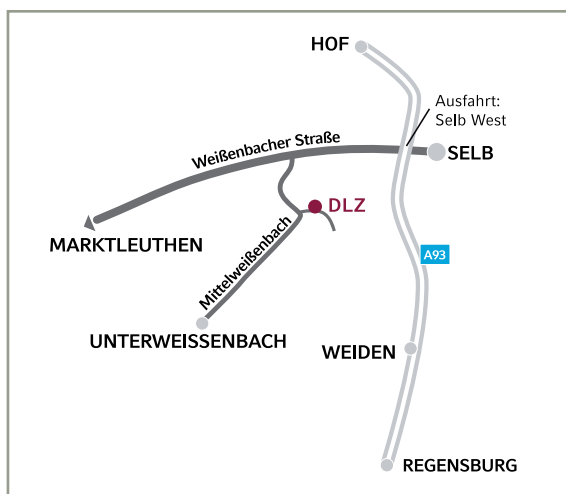 HOF
Ausfahrt:
Selb West
Weißenbacher Straße
SELB
DLZ
MARKTLEUTHEN
Mittelweißenbach
A93
UNTERWEISSENBACH
WEIDEN
REGENSBURG